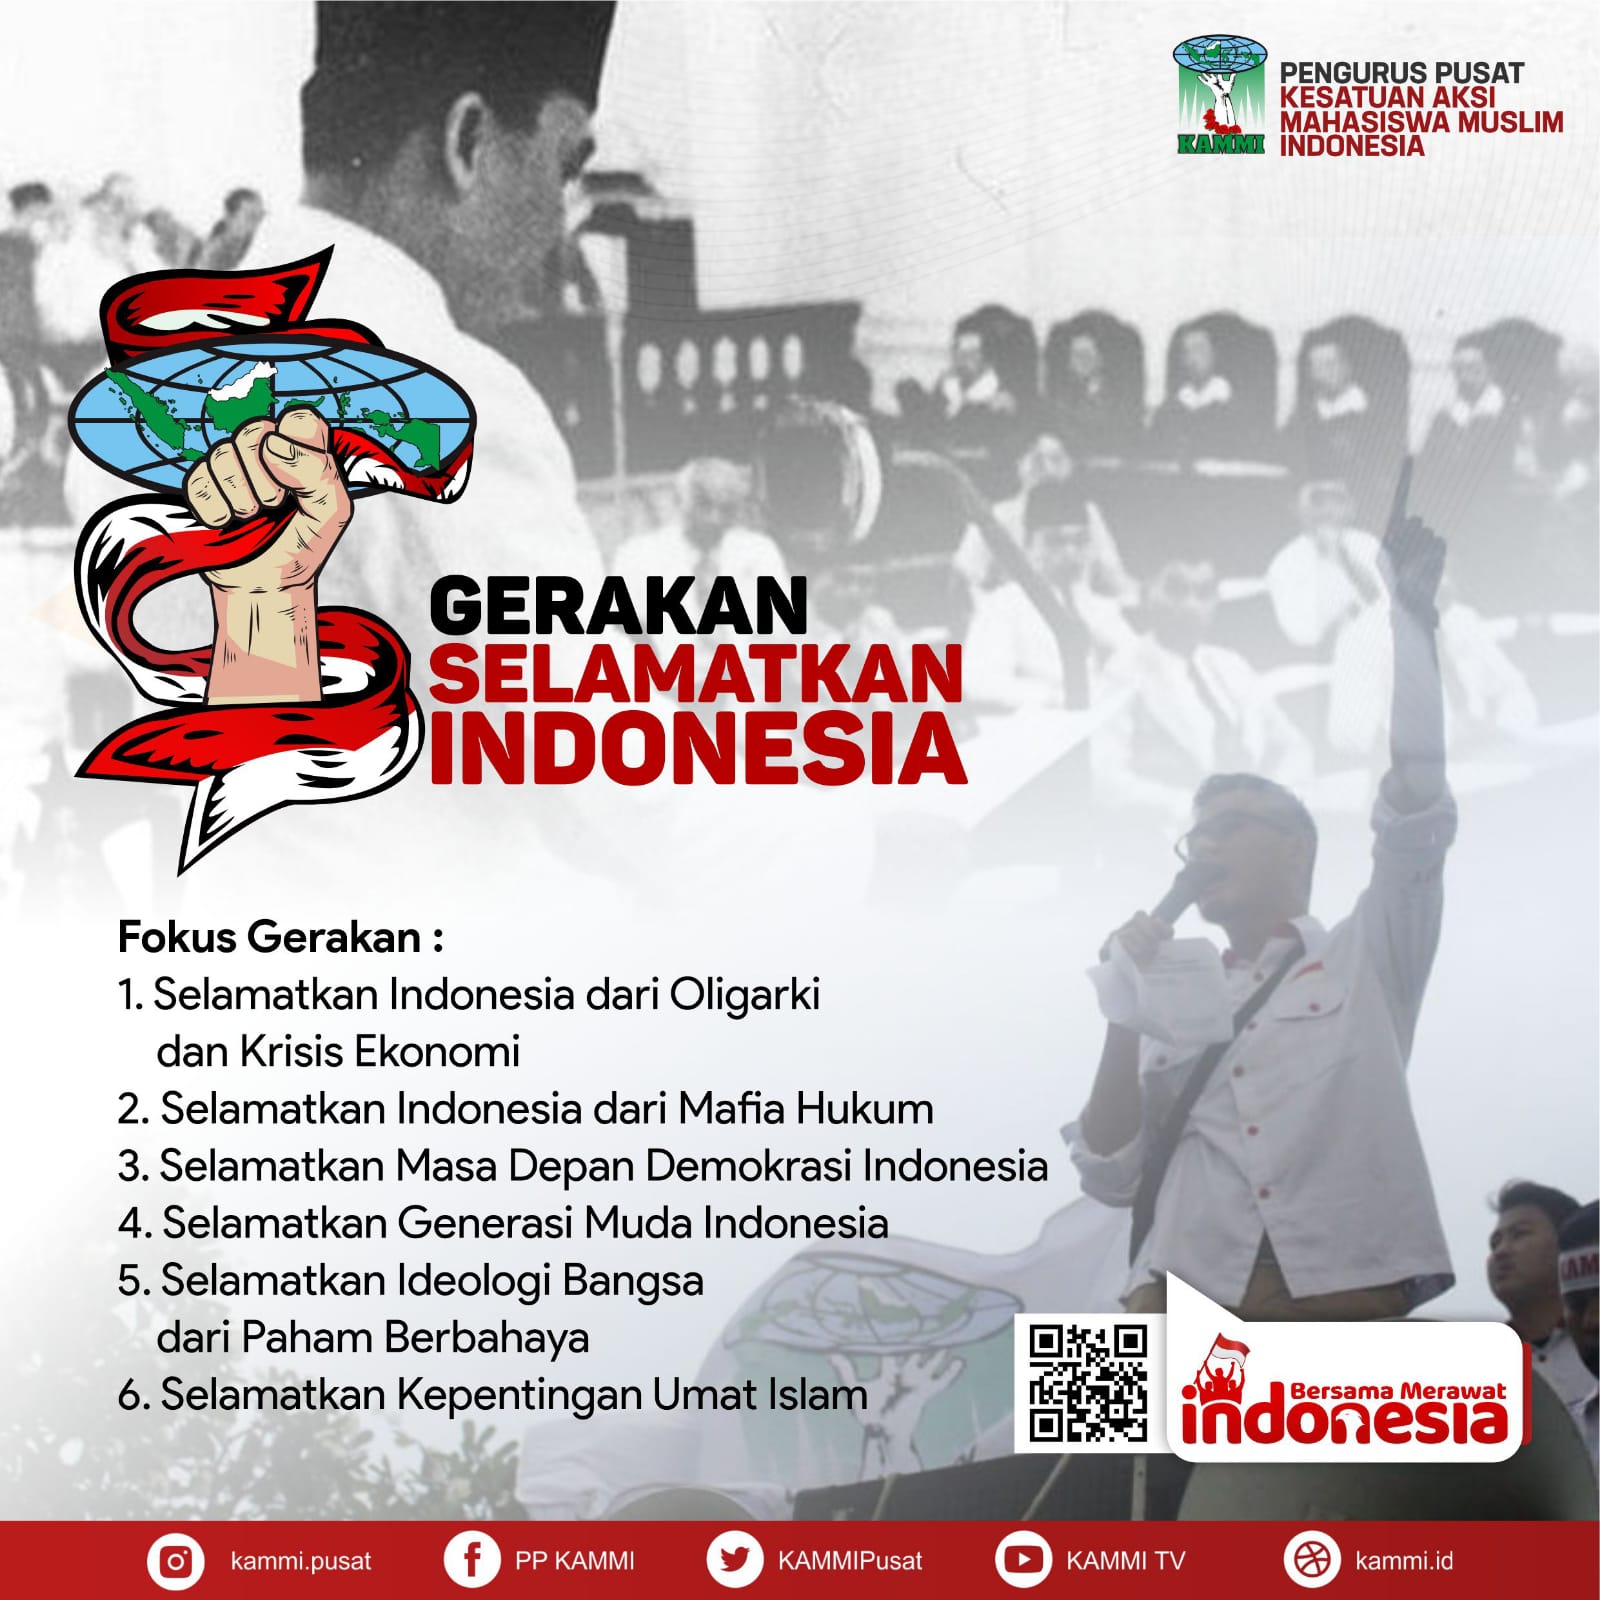 PENGURUS PUSAT
KESATUAN AKSI
MAHASISWA MUSLIM
INDONESIA
KAMMI
GERAKAN
SELAMATKAN
INDONESIA
Fokus Gerakan :
1. Selamatkan Indonesia dari Oligarki
dan Krisis Ekonomi
2. Selamatkan Indonesia dari Mafia Hukum
3. Selamatkan Masa Depan Demokrasi Indonesia
4. Selamatkan Generasi Muda Indonesia
5. Selamatkan Ideologi Bangsa
dari Paham Berbahaya
6. Selamatkan Kepentingan Umat Islam
Bersama Merawat
indonesia
kammi.pusat
PP KAMMI
KAMMIPusat
KAMMI TV
kammi.id